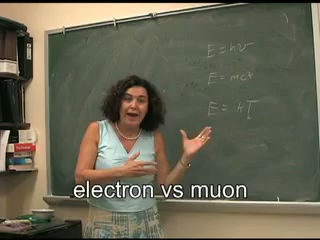 E = hν
E = mc²
E = kT
electron vs muon